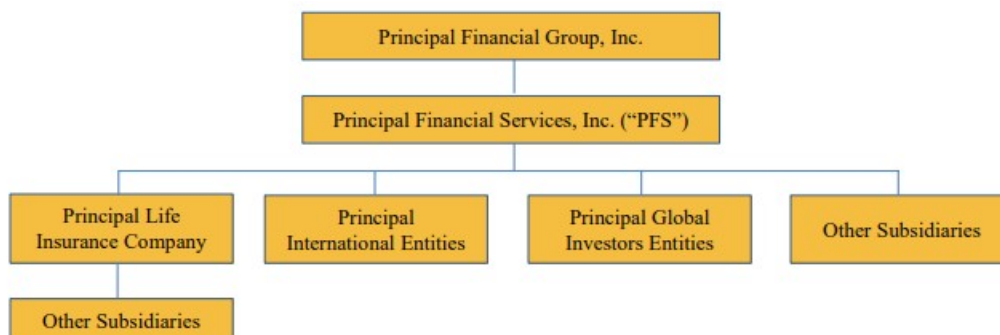 Principal Financial Group, Inc.
Principal Financial Services, Inc. (“PFS”)
Principal Life
Insurance Company
Principal
International Entities
Principal Global
Investors Entities
Other Subsidiaries
Other Subsidiaries